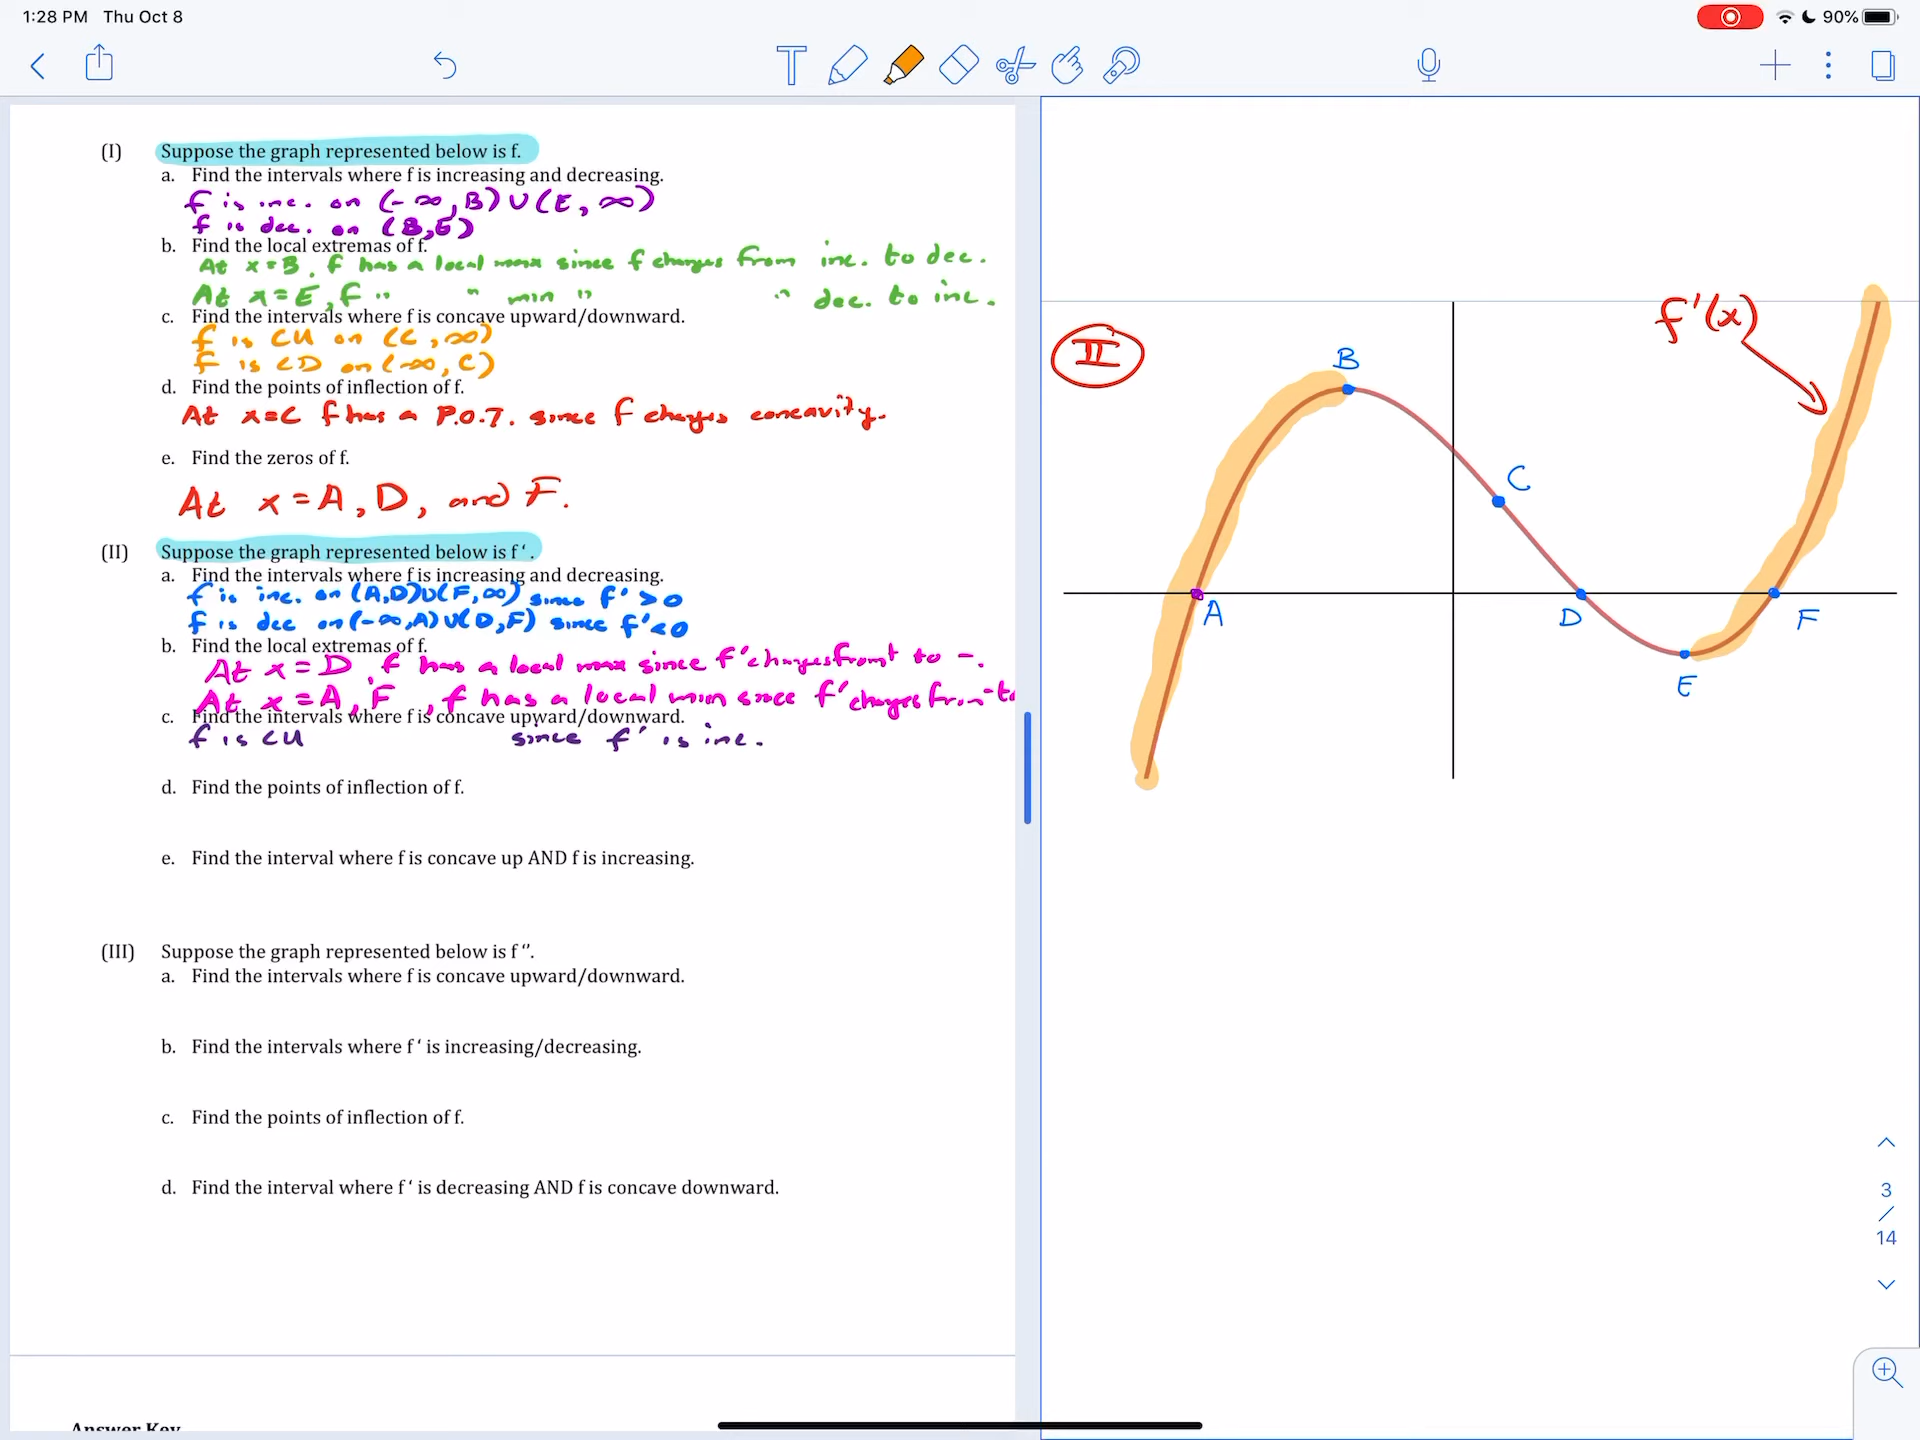 1:28 PM Thu Oct 8
90%
(I) Suppose the graph represented below is f.
a. Find the intervals where f is increasing and decreasing.
f is inc. on (-∞,B)∪(E,∞)
f is dec. on (B,E)
b. Find the local extremas of f.
At x=B, f has a local max since f changes from inc. to dec.
At x=E, f " " min " " dec. to inc.
c. Find the intervals where f is concave upward/downward.
f is CU on (C,∞)
f is CD on (-∞,C)
d. Find the points of inflection of f.
At x=C f has a P.O.I. since f changes concavity.
e. Find the zeros of f.
At x=A, D, and F.
(II) Suppose the graph represented below is f '.
a. Find the intervals where f is increasing and decreasing.
f is inc. on (A,D)∪(F,∞) since f'>0
f is dec on (-∞,A)∪(D,F) since f'<0
b. Find the local extremas of f.
At x=D, f has a local max since f' changes from + to -.
At x=A,F, f has a local min since f' changes from - to
c. Find the intervals where f is concave upward/downward.
f is CU since f' is inc.
d. Find the points of inflection of f.
e. Find the interval where f is concave up AND f is increasing.
(III) Suppose the graph represented below is f ''.
a. Find the intervals where f is concave upward/downward.
b. Find the intervals where f ' is increasing/decreasing.
c. Find the points of inflection of f.
d. Find the interval where f ' is decreasing AND f is concave downward.
Answer Key
II
f'(x)
B
C
A
D
F
E
3
/
14